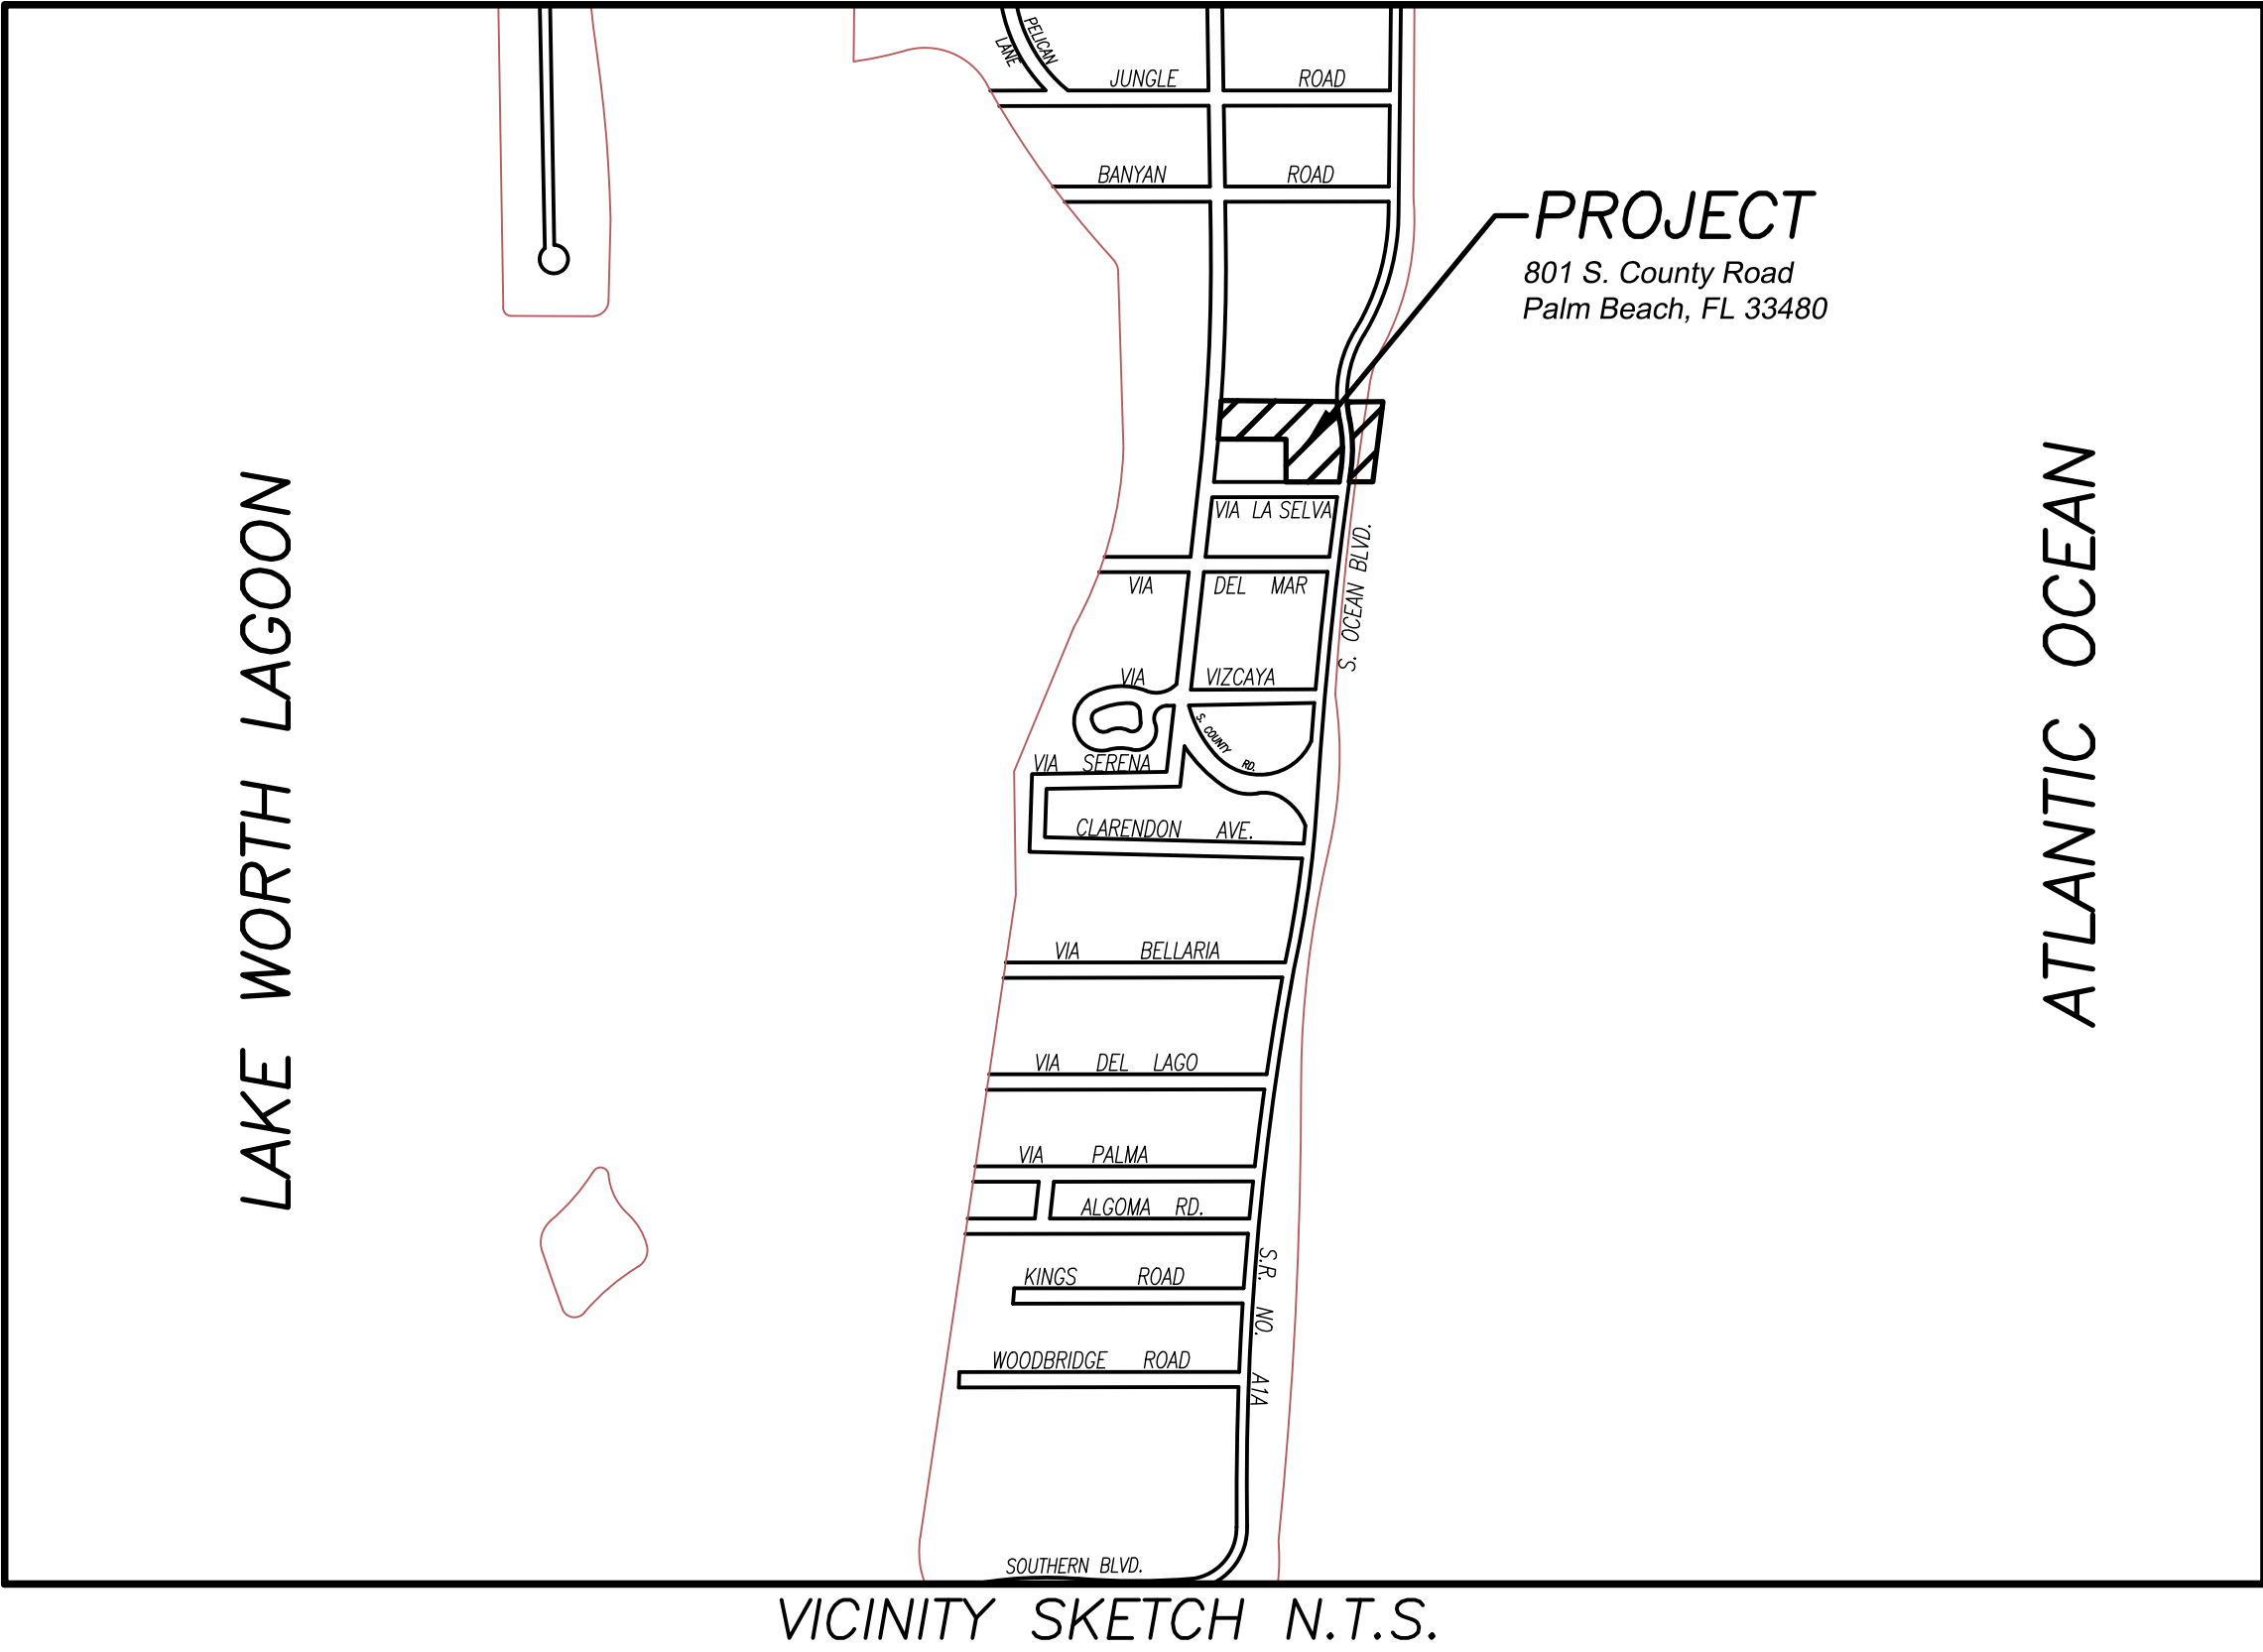 PELICAN
LANE
JUNGLE ROAD
BANYAN ROAD
PROJECT
801 S. County Road
Palm Beach, FL 33480
VIA LA SELVA
S. OCEAN BLVD.
VIA DEL MAR
VIA VIZCAYA
S. COUNTY RD.
VIA SERENA
CLARENDON AVE.
LAKE WORTH LAGOON
ATLANTIC OCEAN
VIA BELLARIA
VIA DEL LAGO
VIA PALMA
ALGOMA RD.
S.R. NO. A1A
KINGS ROAD
WOODBRIDGE ROAD
SOUTHERN BLVD.
VICINITY SKETCH N.T.S.